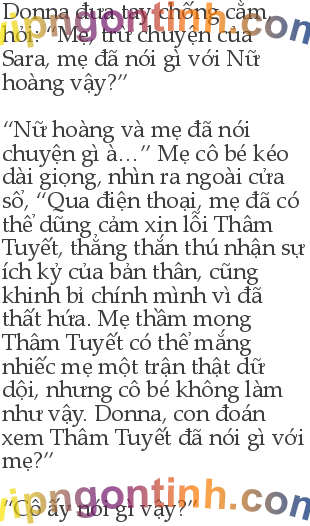 Donna đưa tay chống cằm,
hỏi: “Mẹ, trừ chuyện của
Sara, mẹ đã nói gì với Nữ
hoàng vậy?”
“Nữ hoàng và mẹ đã nói
chuyện gì à…” Mẹ cô bé kéo
dài giọng, nhìn ra ngoài cửa
sổ, “Qua điện thoại, mẹ đã có
thể dũng cảm xin lỗi Thâm
Tuyết, thẳng thắn thú nhận sự
ích kỷ của bản thân, cũng
khinh bỉ chính mình vì đã
thất hứa. Mẹ thầm mong
Thâm Tuyết có thể mắng
nhiếc mẹ một trận thật dữ
dội, nhưng cô bé không làm
như vậy. Donna, con đoán
xem Thâm Tuyết đã nói gì với
mẹ?”
“Cô ấy nói gì vậy?”
vipngontinh.com
vipngontinh.com